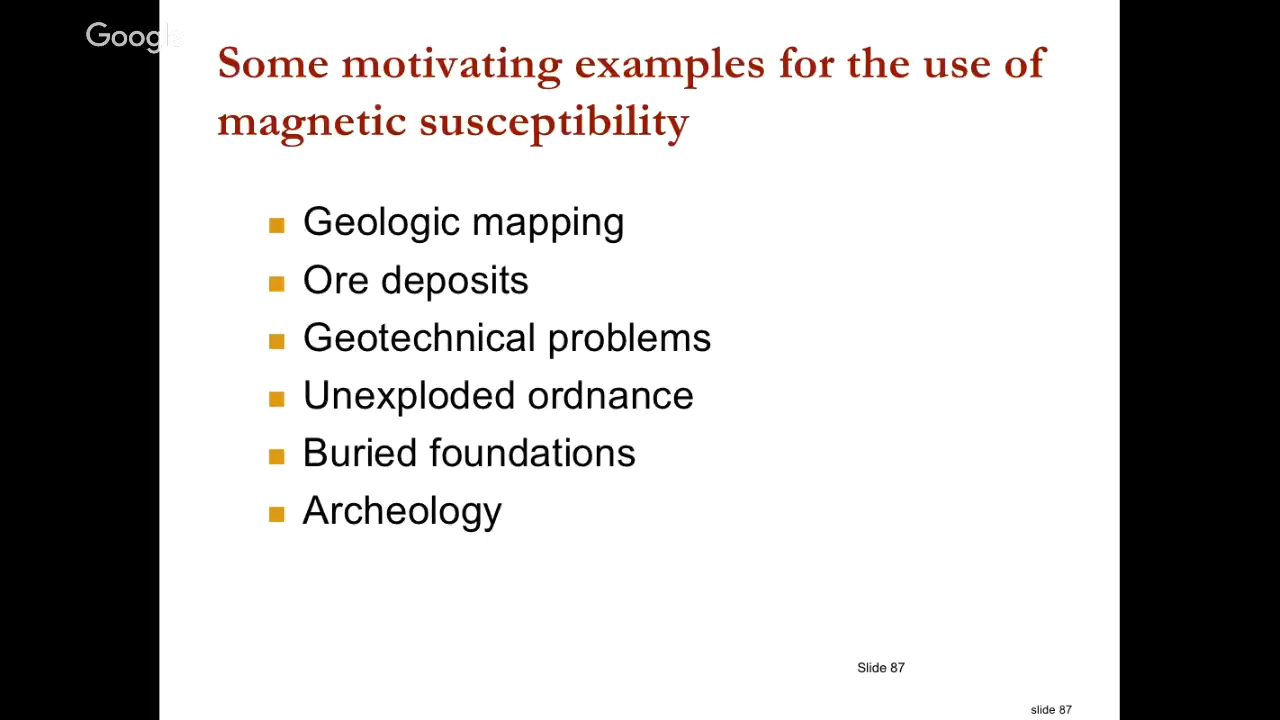 Google
Some motivating examples for the use of
magnetic susceptibility
Geologic mapping
Ore deposits
Geotechnical problems
Unexploded ordnance
Buried foundations
Archeology
Slide 87
slide 87